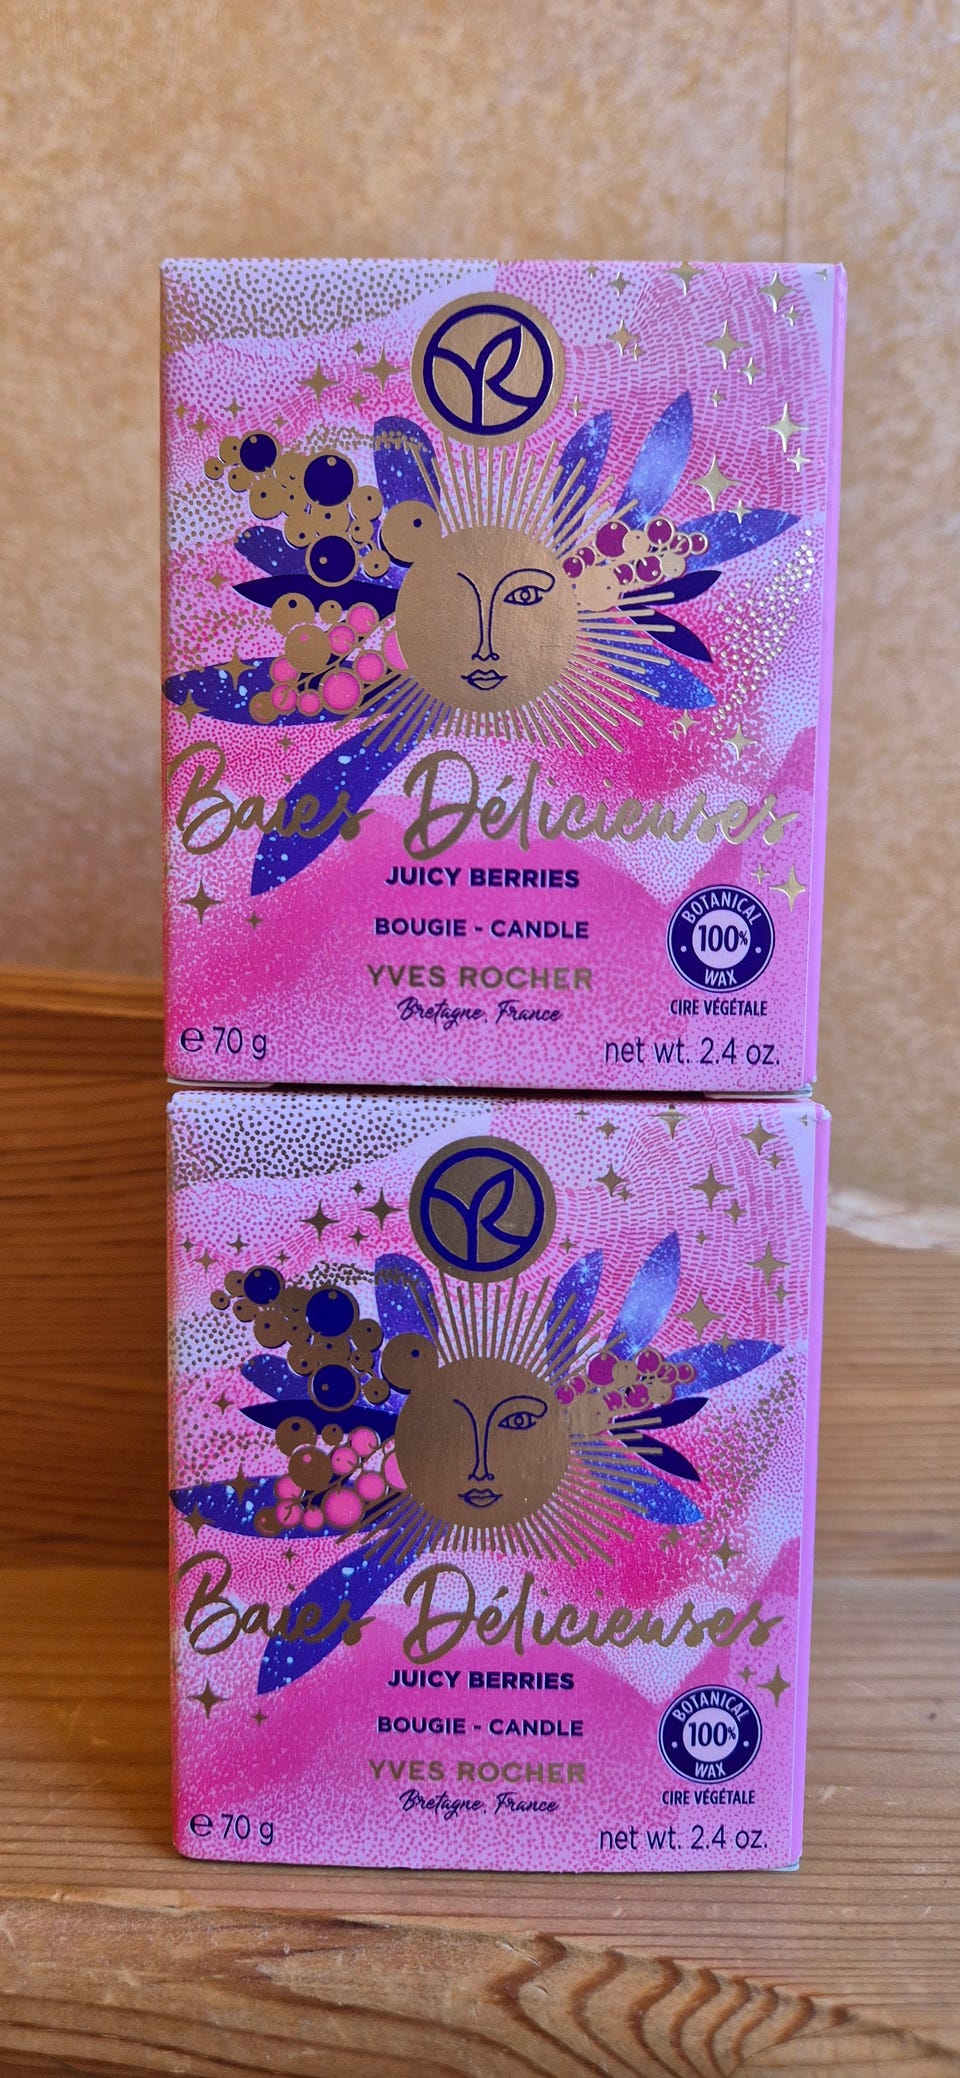 YR
Baies Délicieuses
JUICY BERRIES
BOUGIE - CANDLE
YVES ROCHER
Bretagne, France
BOTANICAL
100%
WAX
CIRE VÉGÉTALE
℮ 70 g
net wt. 2.4 oz.
YR
Baies Délicieuses
JUICY BERRIES
BOUGIE - CANDLE
YVES ROCHER
Bretagne, France
BOTANICAL
100%
WAX
CIRE VÉGÉTALE
℮ 70 g
net wt. 2.4 oz.